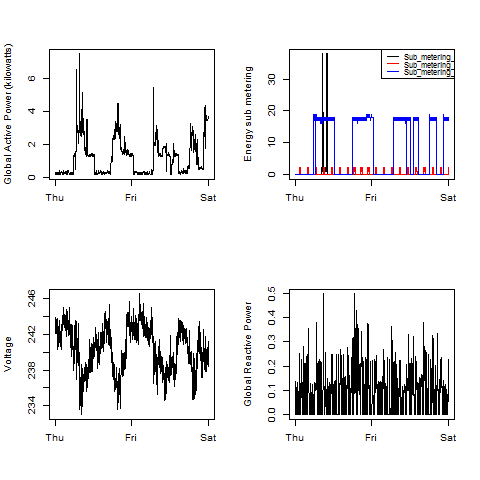 Global Active Power (kilowatts)
0 2 4 6
Thu Fri Sat
Energy sub metering
0 10 20 30
Thu Fri Sat
Sub_metering_
Sub_metering_
Sub_metering_
Voltage
234 238 242 246
Thu Fri Sat
Global Reactive Power
0.0 0.1 0.2 0.3 0.4 0.5
Thu Fri Sat